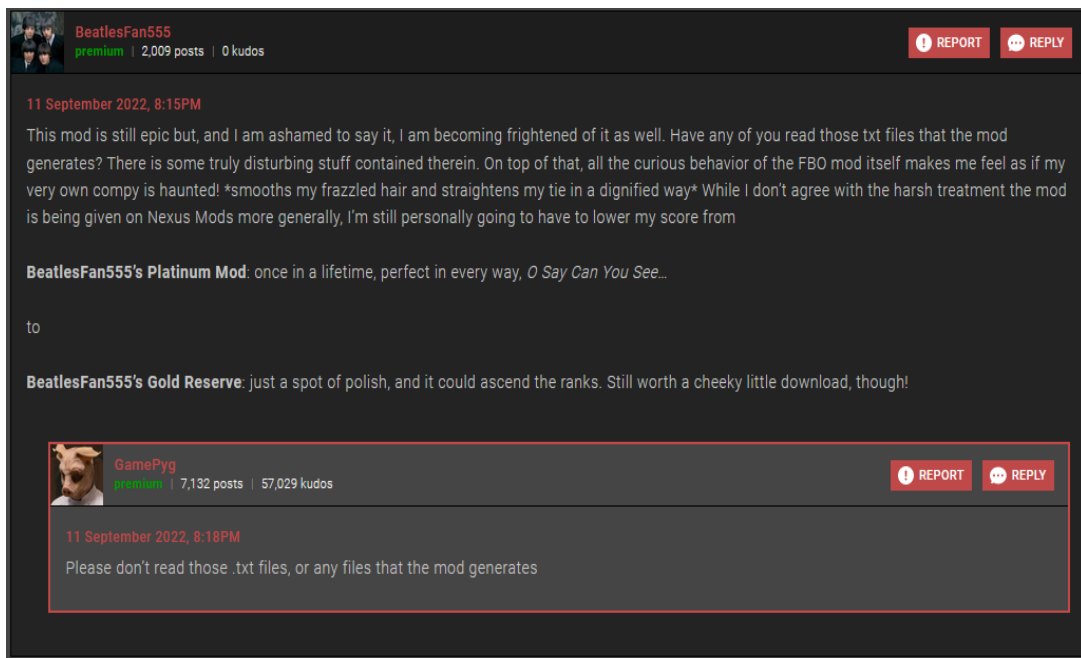 BeatlesFan555
premium | 2,009 posts | 0 kudos
REPORT
REPLY
11 September 2022, 8:15PM
This mod is still epic but, and I am ashamed to say it, I am becoming frightened of it as well. Have any of you read those txt files that the mod
generates? There is some truly disturbing stuff contained therein. On top of that, all the curious behavior of the FBO mod itself makes me feel as if my
very own compy is haunted! *smooths my frazzled hair and straightens my tie in a dignified way* While I don't agree with the harsh treatment the mod
is being given on Nexus Mods more generally, I'm still personally going to have to lower my score from
BeatlesFan555's Platinum Mod: once in a lifetime, perfect in every way, O Say Can You See…
to
BeatlesFan555's Gold Reserve: just a spot of polish, and it could ascend the ranks. Still worth a cheeky little download, though!
GamePyg
premium | 7,132 posts | 57,029 kudos
REPORT
REPLY
11 September 2022, 8:18PM
Please don't read those .txt files, or any files that the mod generates